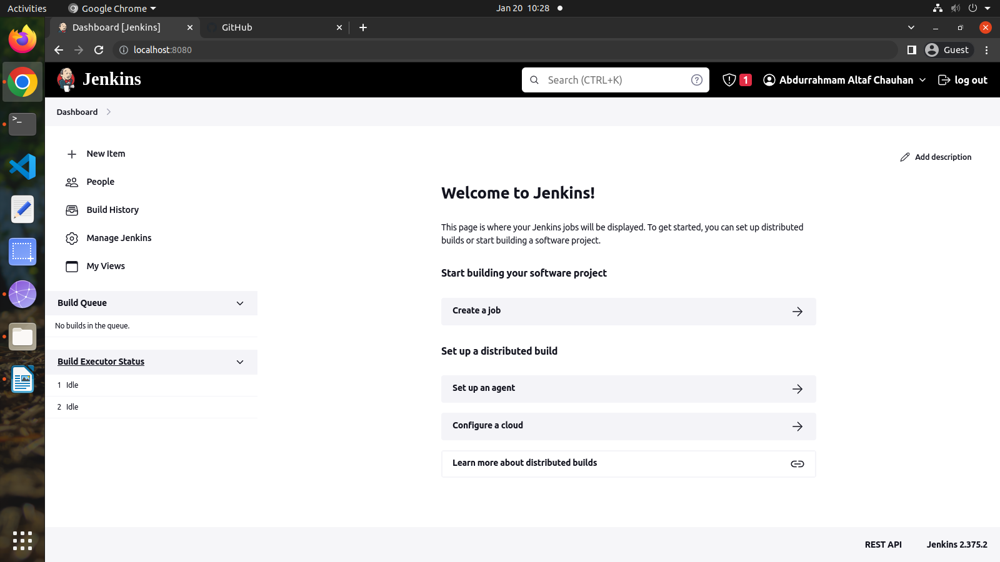 Activities
Google Chrome
Jan 20 10:28
Dashboard [Jenkins]
GitHub
localhost:8080
Guest
Jenkins
Search (CTRL+K)
1
Abdurrahmam Altaf Chauhan
log out
Dashboard
New Item
People
Build History
Manage Jenkins
My Views
Build Queue
No builds in the queue.
Build Executor Status
1 Idle
2 Idle
Add description
Welcome to Jenkins!
This page is where your Jenkins jobs will be displayed. To get started, you can set up distributed
builds or start building a software project.
Start building your software project
Create a job
Set up a distributed build
Set up an agent
Configure a cloud
Learn more about distributed builds
REST API
Jenkins 2.375.2